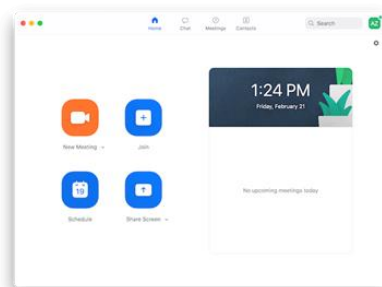 Home
Chat
Meetings
Contacts
Search
AZ
1:24 PM
Friday, February 21
New Meeting
Join
19
Schedule
Share Screen
No upcoming meetings today